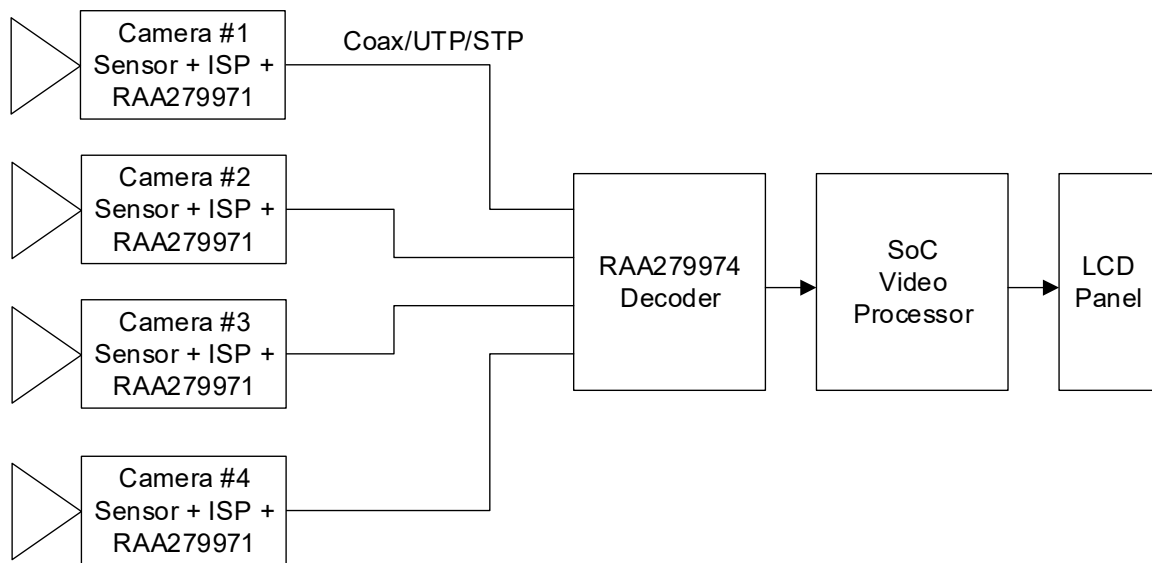 Camera #1
Sensor + ISP +
RAA279971
Coax/UTP/STP
Camera #2
Sensor + ISP +
RAA279971
Camera #3
Sensor + ISP +
RAA279971
Camera #4
Sensor + ISP +
RAA279971
RAA279974
Decoder
SoC
Video
Processor
LCD
Panel